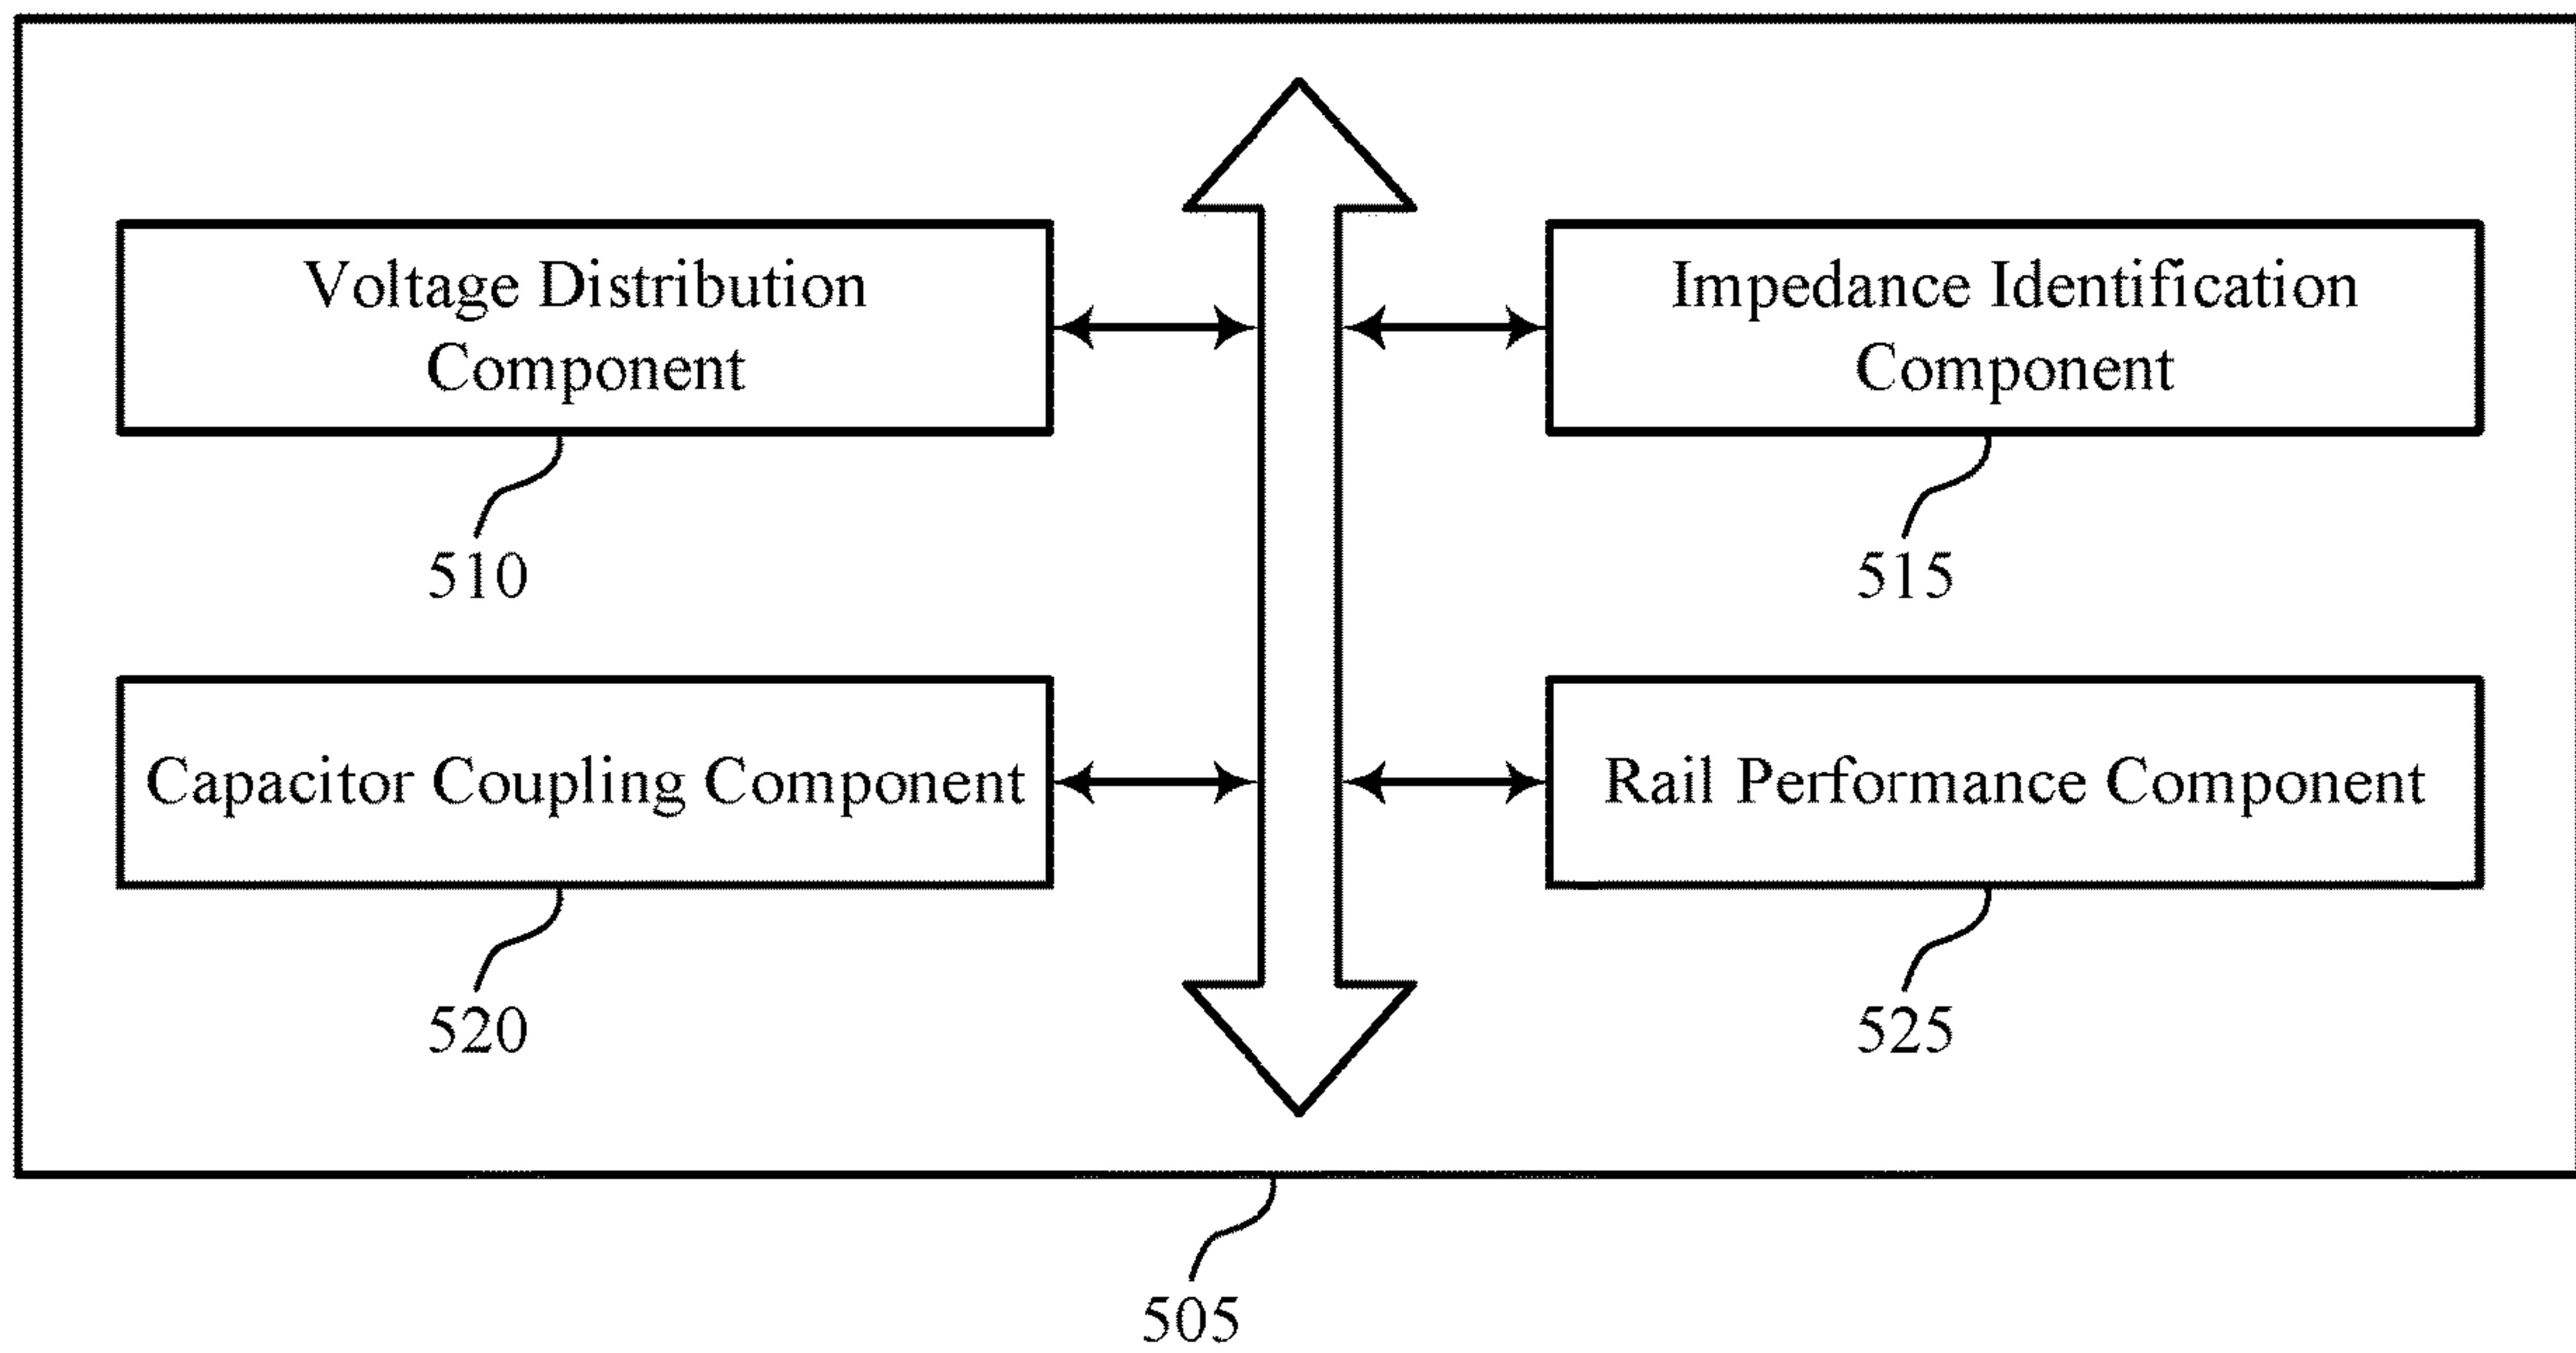 Voltage Distribution
Component
510
Impedance Identification
Component
515
Capacitor Coupling Component
520
Rail Performance Component
525
505